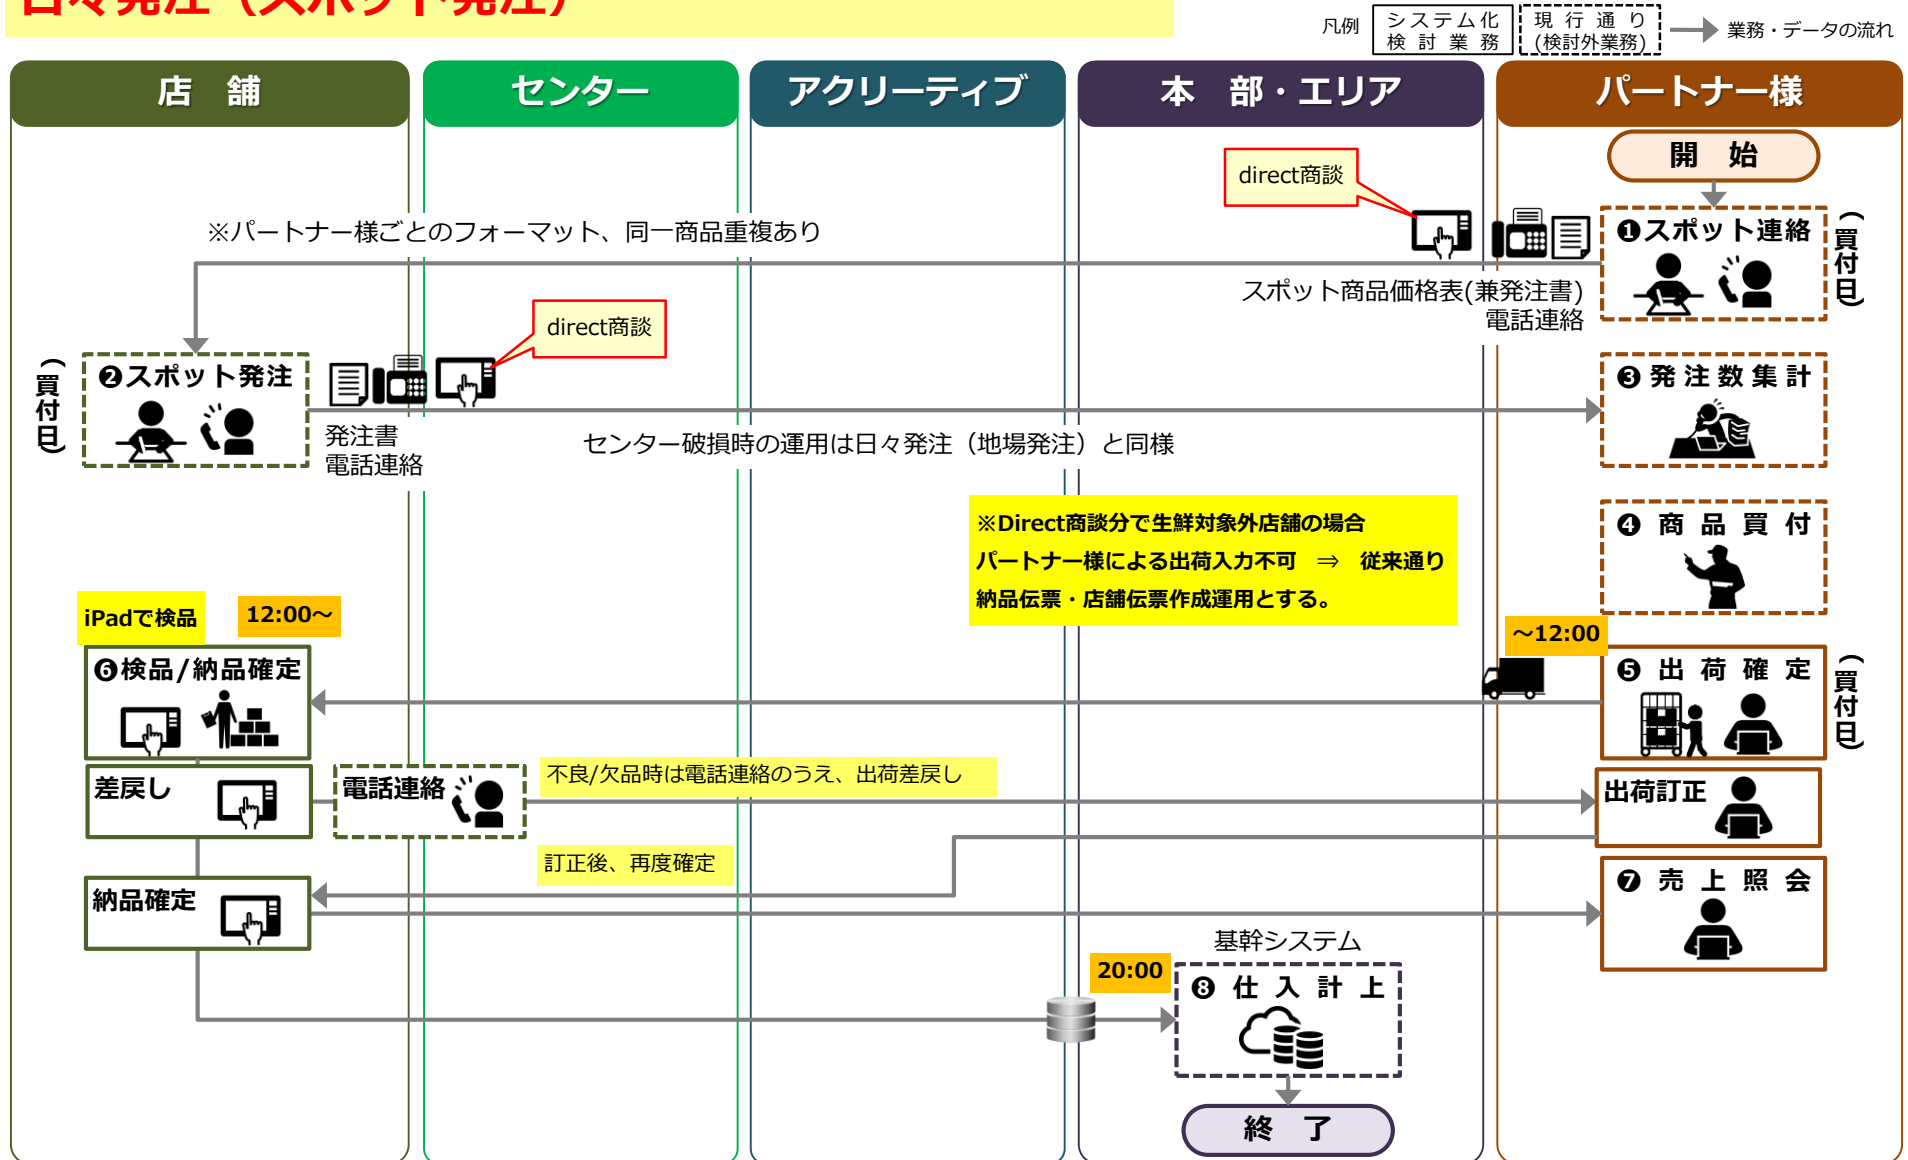 日々発注（スポット発注）
凡例
システム化
検討業務
現行通り
(検討外業務)
業務・データの流れ
店　舗
センター
アクリーティブ
本　部・エリア
パートナー様
開　始
direct商談
※パートナー様ごとのフォーマット、同一商品重複あり
❶スポット連絡
(買付日)
スポット商品価格表(兼発注書)
電話連絡
direct商談
(買付日)
❷スポット発注
❸発注数集計
発注書
電話連絡
センター破損時の運用は日々発注（地場発注）と同様
※Direct商談分で生鮮対象外店舗の場合
パートナー様による出荷入力不可　⇒　従来通り
納品伝票・店舗伝票作成運用とする。
❹商品買付
iPadで検品
12:00～
～12:00
❻検品/納品確定
❺出荷確定
(買付日)
差戻し
電話連絡
不良/欠品時は電話連絡のうえ、出荷差戻し
出荷訂正
訂正後、再度確定
納品確定
❼売上照会
基幹システム
20:00
❽仕入計上
終　了